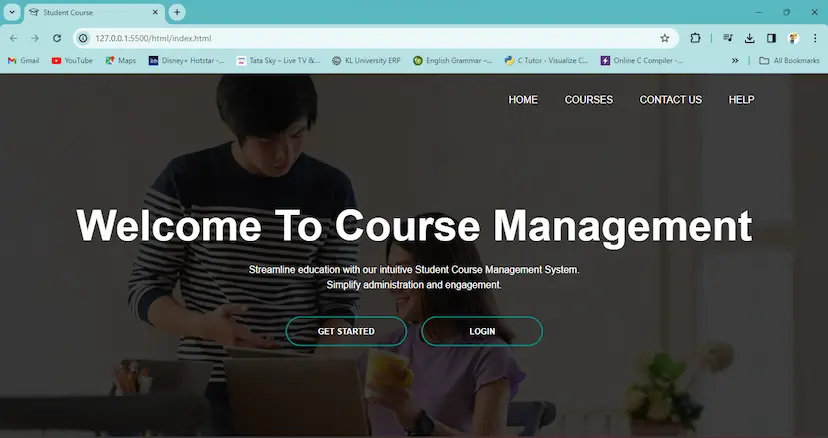 Student Course
127.0.0.1:5500/html/index.html
Gmail
YouTube
Maps
Disney+ Hotstar -...
Tata Sky – Live TV &...
KL University ERP
English Grammar –...
C Tutor - Visualize C...
Online C Compiler -...
All Bookmarks
HOME COURSES CONTACT US HELP
Welcome To Course Management
Streamline education with our intuitive Student Course Management System.
Simplify administration and engagement.
GET STARTED
LOGIN